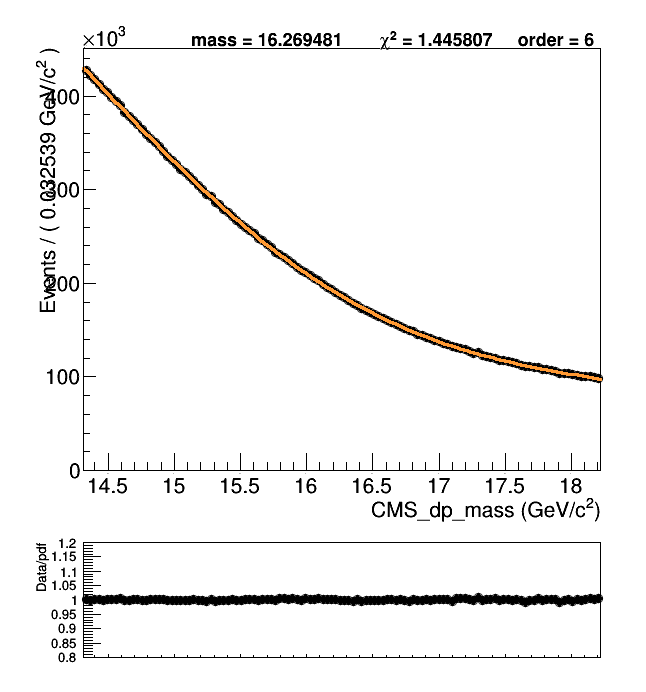 ×10³ mass = 16.269481 χ² = 1.445807 order = 6
Events / ( 0.032539 GeV/c² )
400
300
200
100
0
14.5 15 15.5 16 16.5 17 17.5 18
CMS_dp_mass (GeV/c²)
Data/pdf
1.2
1.15
1.1
1.05
1
0.95
0.9
0.85
0.8